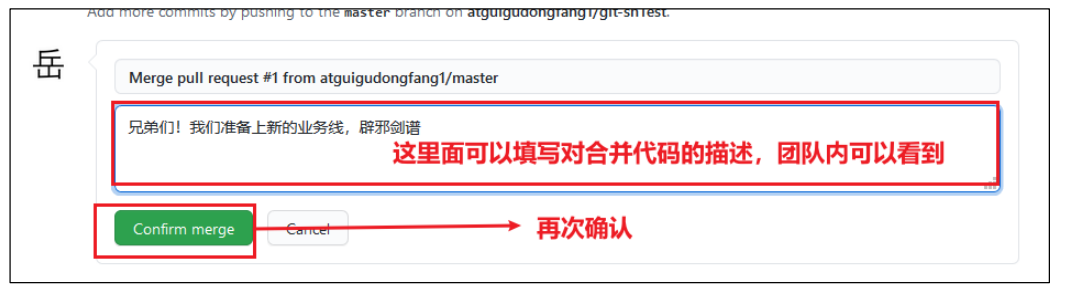 Add more commits by pushing to the master branch on atguigudongfang1/git-shTest.
岳
Merge pull request #1 from atguigudongfang1/master
兄弟们！我们准备上新的业务线，辟邪剑谱
这里面可以填写对合并代码的描述，团队内可以看到
Confirm merge
Cancel
再次确认